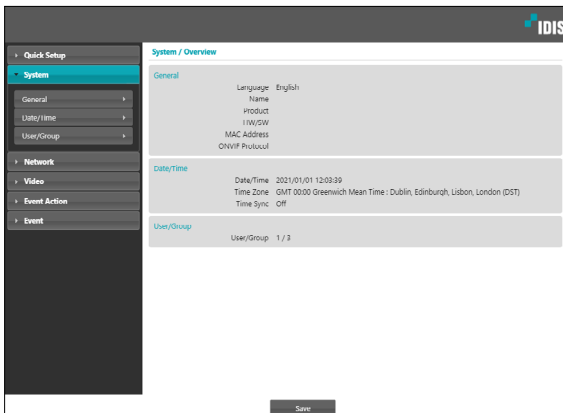 IDIS
Quick Setup
System
General
Date/Time
User/Group
Network
Video
Event Action
Event
System / Overview
General
Language English
Name
Product
HW/SW
MAC Address
ONVIF Protocol
Date/Time
Date/Time 2021/01/01 12:03:39
Time Zone GMT 00:00 Greenwich Mean Time : Dublin, Edinburgh, Lisbon, London (DST)
Time Sync Off
User/Group
User/Group 1 / 3
Save